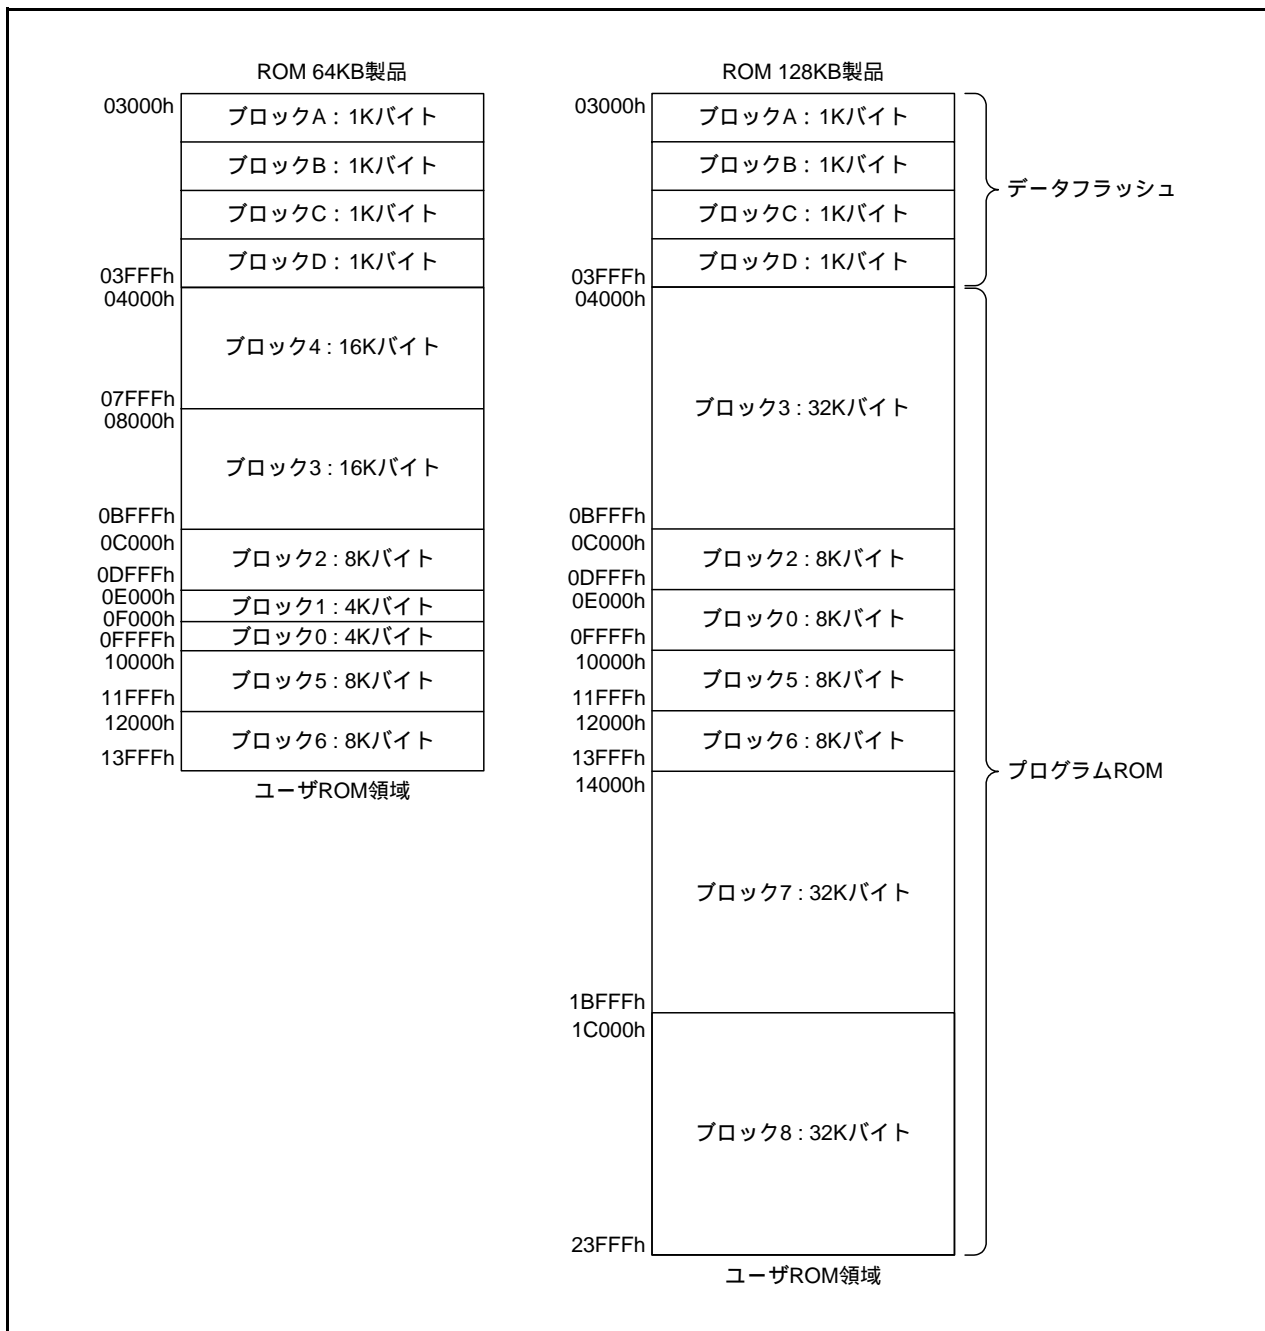 ROM 64KB製品
03000h
ブロックA : 1Kバイト
ブロックB : 1Kバイト
ブロックC : 1Kバイト
ブロックD : 1Kバイト
03FFFh
04000h
ブロック4 : 16Kバイト
07FFFh
08000h
ブロック3 : 16Kバイト
0BFFFh
0C000h
ブロック2 : 8Kバイト
0DFFFh
0E000h
ブロック1 : 4Kバイト
0F000h
ブロック0 : 4Kバイト
0FFFFh
10000h
ブロック5 : 8Kバイト
11FFFh
12000h
ブロック6 : 8Kバイト
13FFFh
ユーザROM領域
ROM 128KB製品
03000h
ブロックA : 1Kバイト
ブロックB : 1Kバイト
ブロックC : 1Kバイト
ブロックD : 1Kバイト
03FFFh
データフラッシュ
04000h
ブロック3 : 32Kバイト
0BFFFh
0C000h
ブロック2 : 8Kバイト
0DFFFh
0E000h
ブロック0 : 8Kバイト
0FFFFh
10000h
ブロック5 : 8Kバイト
11FFFh
12000h
ブロック6 : 8Kバイト
13FFFh
14000h
プログラムROM
ブロック7 : 32Kバイト
1BFFFh
1C000h
ブロック8 : 32Kバイト
23FFFh
ユーザROM領域